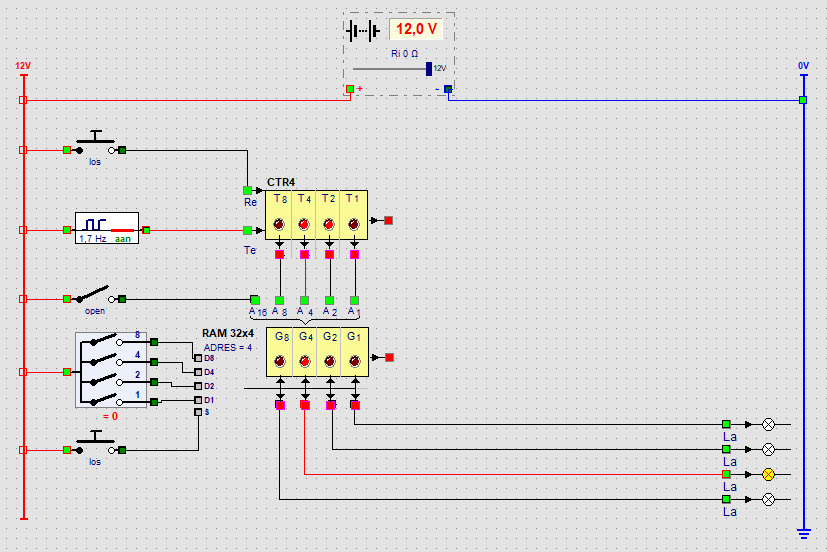 12,0 V
Ri 0 Ω
12V
12V
0V
+
-
los
CTR4
T8 T4 T2 T1
Re
1,7 Hz aan
Te
open
A16 A8 A4 A2 A1
RAM 32x4
ADRES = 4
G8 G4 G2 G1
8
4
2
1
D8
D4
D2
D1
S
= 0
los
La
La
La
La